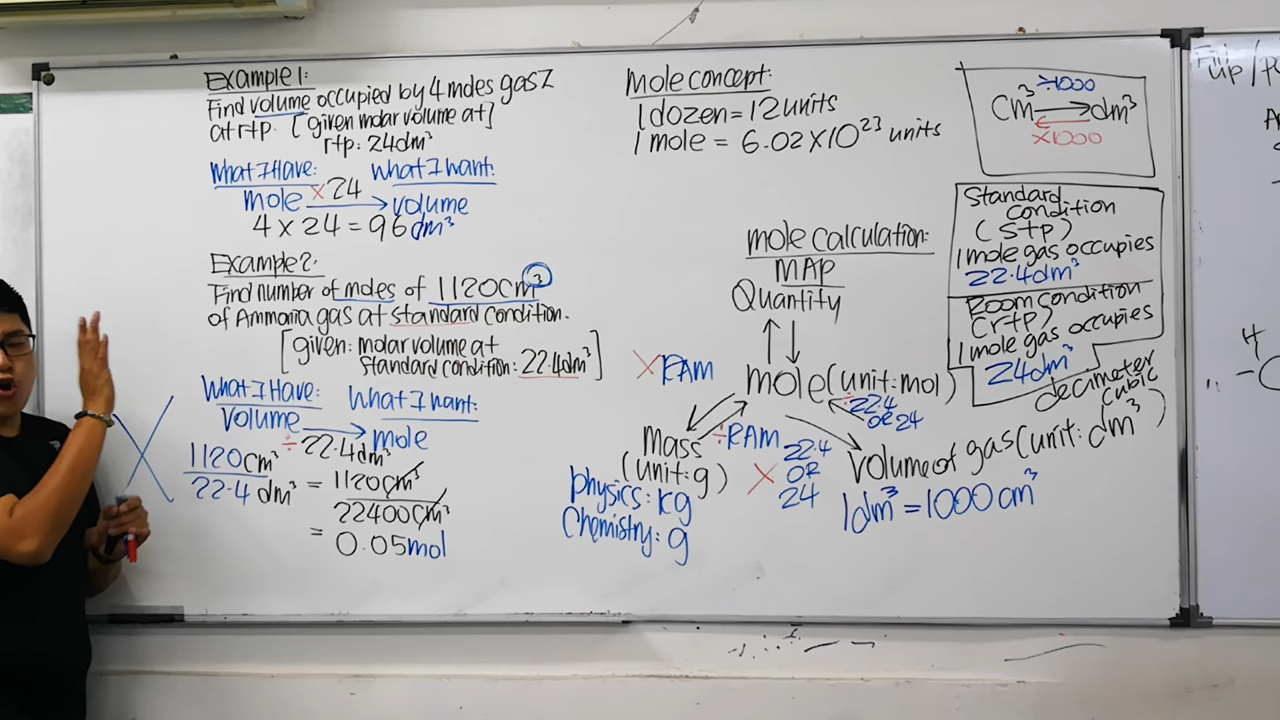 Example 1:
Find volume occupied by 4 moles gas Z
at r+p. [given molar volume at]
r+p: 24dm³
What I Have: What I want:
mole ×24 → volume
4 × 24 = 96dm³
Example 2:
Find number of moles of 1120cm³
of Ammonia gas at standard condition.
[given: molar volume at
standard condition: 22.4dm³]
What I Have: What I want:
Volume → mole
÷ 22.4dm³
1120cm³
22.4 dm³
= 1120cm³
22400cm³
= 0.05mol
mole concept:
1 dozen = 12 units
1 mole = 6.02 × 10²³ units
mole calculation:
MAP
Quantity
×RAM
mole (unit: mol)
÷22.4
OR 24
Mass
(unit: g)
÷RAM
× 22.4
OR
24
Physics: kg
Chemistry: g
Volume of gas (unit: dm³)
decimeter
cubic
1dm³ = 1000 cm³
÷1000
cm³ ⇄ dm³
×1000
Standard
condition
(s+p)
1 mole gas occupies
22.4dm³
Room condition
(r+p)
1 mole gas occupies
24dm³
up /
H